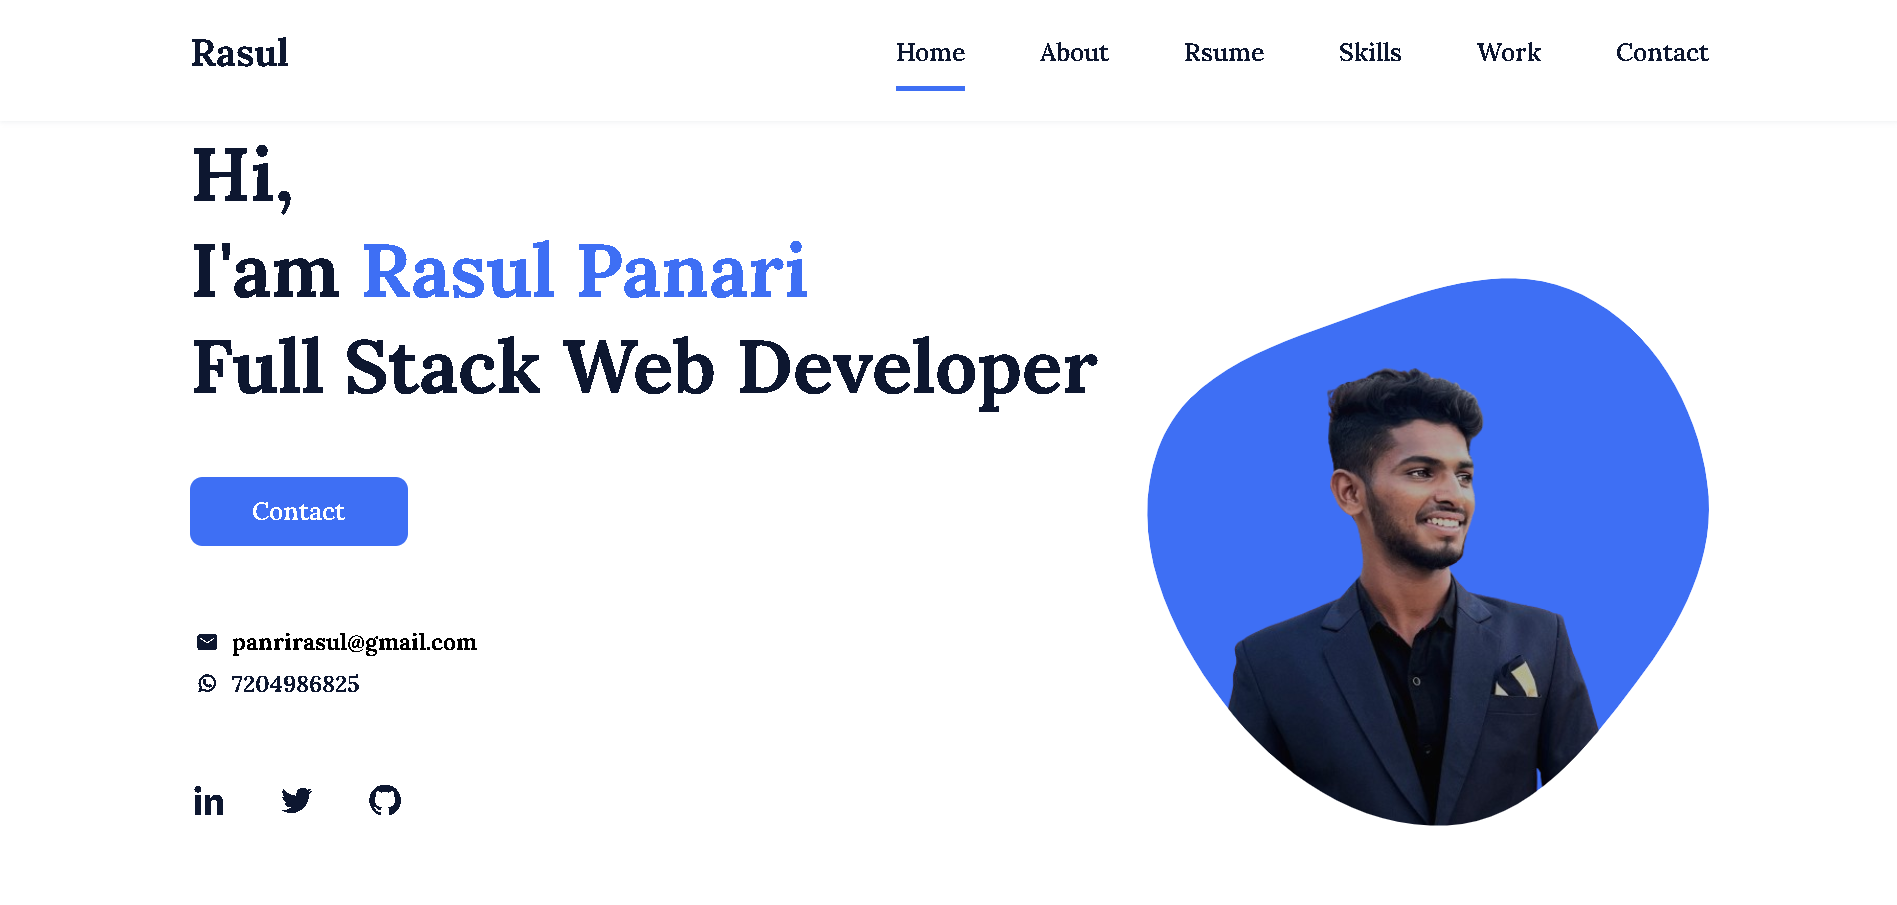 Rasul
Home About Rsume Skills Work Contact
Hi,
I'am Rasul Panari
Full Stack Web Developer
Contact
panrirasul@gmail.com
7204986825
in